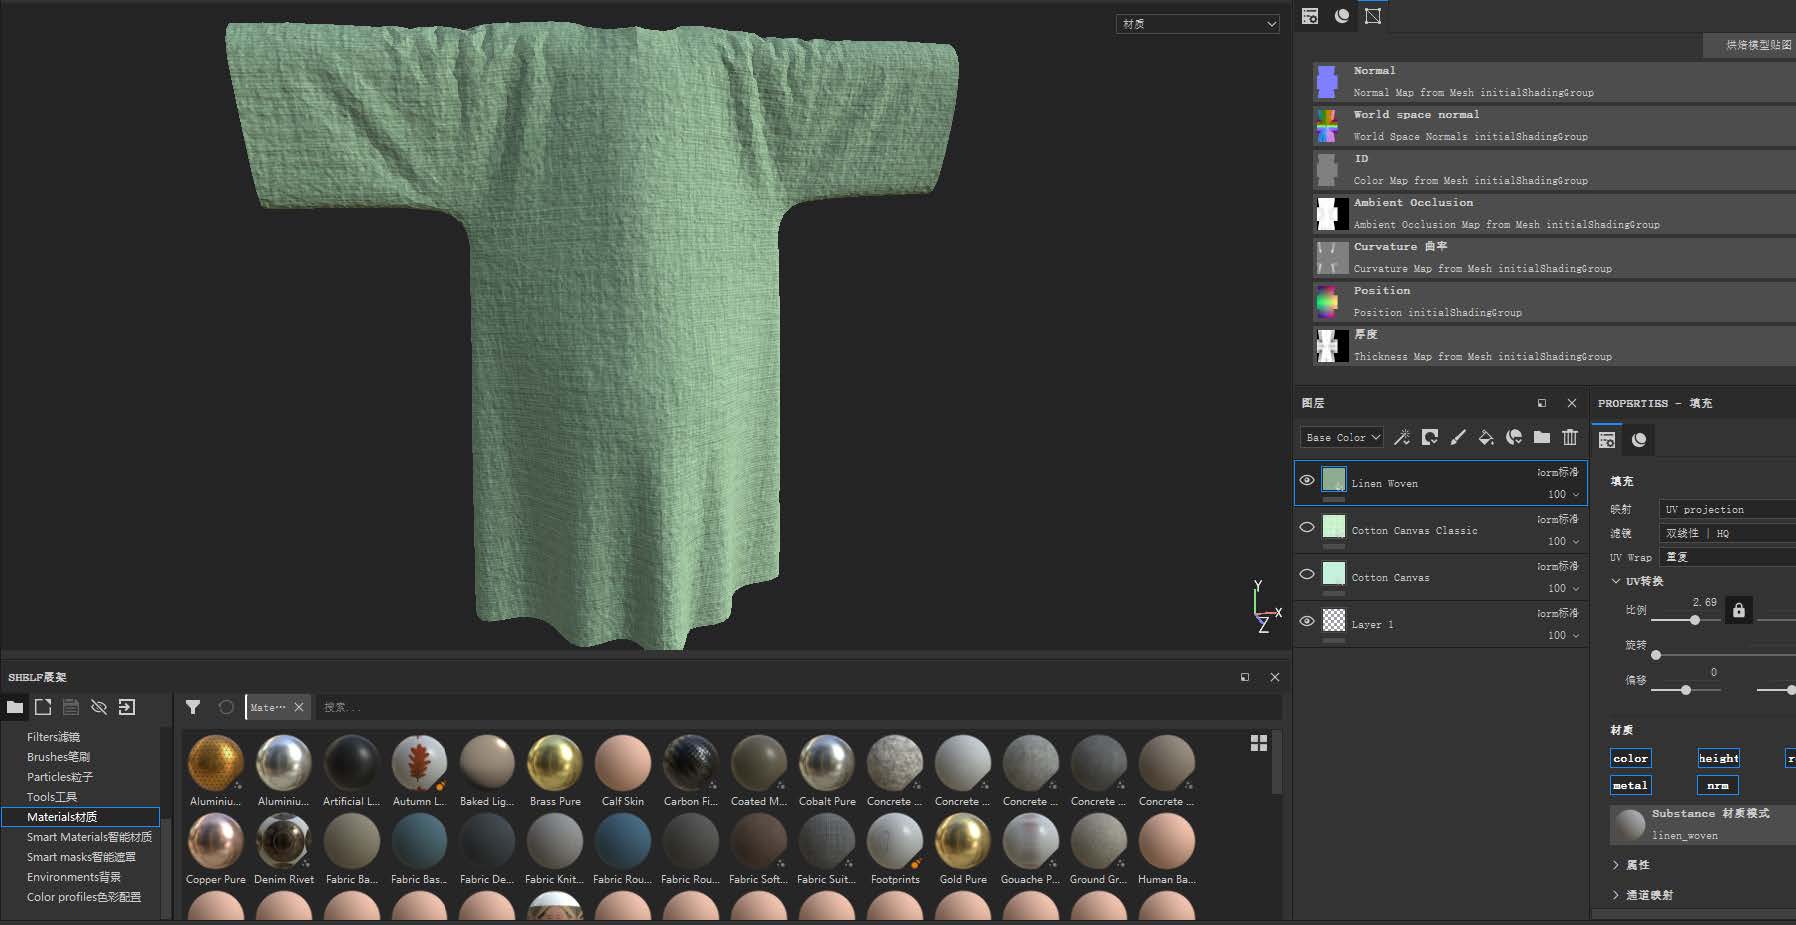 材质
烘焙模型贴图
Normal
Normal Map from Mesh initialShadingGroup
World space normal
World Space Normals initialShadingGroup
ID
Color Map from Mesh initialShadingGroup
Ambient Occlusion
Ambient Occlusion Map from Mesh initialShadingGroup
Curvature 曲率
Curvature Map from Mesh initialShadingGroup
Position
Position initialShadingGroup
厚度
Thickness Map from Mesh initialShadingGroup
图层
Base Color
Linen Woven
orm标准
100
Cotton Canvas Classic
orm标准
100
Cotton Canvas
orm标准
100
Layer 1
orm标准
100
PROPERTIES - 填充
填充
映射 UV projection
滤镜 双线性 | HQ
UV Wrap 重复
UV转换
比例 2.69
旋转
偏移 0
材质
color height r
metal nrm
Substance 材质模式
linen_woven
属性
通道映射
Y
X
Z
SHELF展架
Mate… 搜索...
Filters滤镜
Brushes笔刷
Particles粒子
Tools工具
Materials材质
Smart Materials智能材质
Smart masks智能遮罩
Environments背景
Color profiles色彩配置
Aluminiu... Aluminiu... Artificial L... Autumn L... Baked Lig... Brass Pure Calf Skin Carbon Fi... Coated M... Cobalt Pure Concrete ... Concrete ... Concrete ... Concrete ... Concrete ...
Copper Pure Denim Rivet Fabric Ba... Fabric Bas... Fabric De... Fabric Knit... Fabric Rou... Fabric Rou... Fabric Soft... Fabric Suit... Footprints Gold Pure Gouache P... Ground Gr... Human Ba...